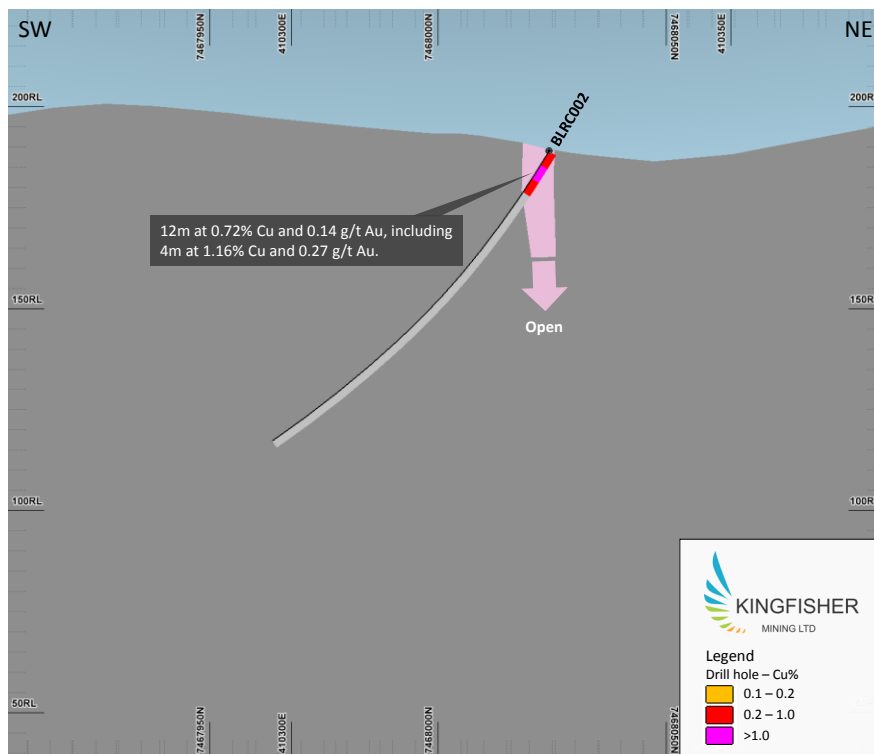 SW
NE
7467950N
410300E
7468000N
7468050N
410350E
200RL
200RL
BLRC002
12m at 0.72% Cu and 0.14 g/t Au, including
4m at 1.16% Cu and 0.27 g/t Au.
150RL
150RL
Open
100RL
100RL
KINGFISHER
MINING LTD
Legend
Drill hole – Cu%
0.1 – 0.2
0.2 – 1.0
>1.0
50RL
50RL
7467950N
410300E
7468000N
7468050N
410350E